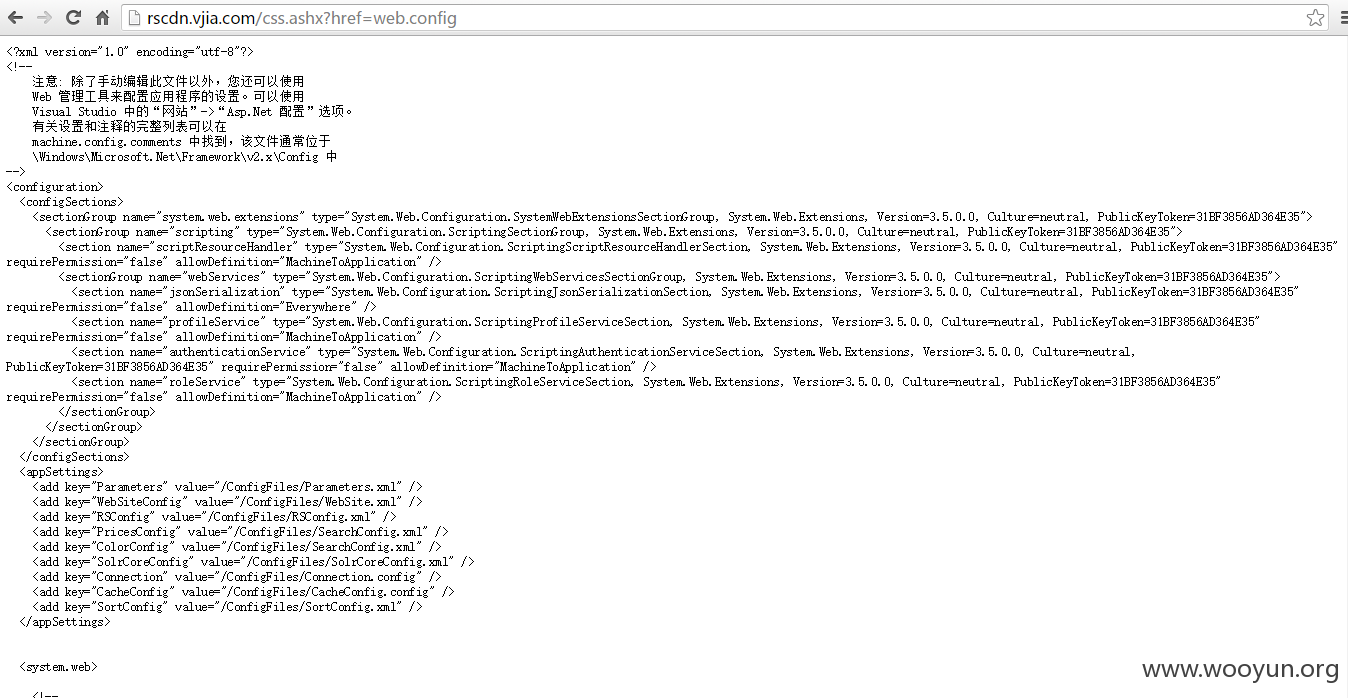 rscdn.vjia.com/css.ashx?href=web.config
<?xml version="1.0" encoding="utf-8"?>
<!--
注意: 除了手动编辑此文件以外，您还可以使用
Web 管理工具来配置应用程序的设置。可以使用
Visual Studio 中的“网站”->“Asp.Net 配置”选项。
有关设置和注释的完整列表可以在
machine.config.comments 中找到，该文件通常位于
\Windows\Microsoft.Net\Framework\v2.x\Config 中
-->
<configuration>
<configSections>
<sectionGroup name="system.web.extensions" type="System.Web.Configuration.SystemWebExtensionsSectionGroup, System.Web.Extensions, Version=3.5.0.0, Culture=neutral, PublicKeyToken=31BF3856AD364E35">
<sectionGroup name="scripting" type="System.Web.Configuration.ScriptingSectionGroup, System.Web.Extensions, Version=3.5.0.0, Culture=neutral, PublicKeyToken=31BF3856AD364E35">
<section name="scriptResourceHandler" type="System.Web.Configuration.ScriptingScriptResourceHandlerSection, System.Web.Extensions, Version=3.5.0.0, Culture=neutral, PublicKeyToken=31BF3856AD364E35"
requirePermission="false" allowDefinition="MachineToApplication" />
<sectionGroup name="webServices" type="System.Web.Configuration.ScriptingWebServicesSectionGroup, System.Web.Extensions, Version=3.5.0.0, Culture=neutral, PublicKeyToken=31BF3856AD364E35">
<section name="jsonSerialization" type="System.Web.Configuration.ScriptingJsonSerializationSection, System.Web.Extensions, Version=3.5.0.0, Culture=neutral, PublicKeyToken=31BF3856AD364E35"
requirePermission="false" allowDefinition="Everywhere" />
<section name="profileService" type="System.Web.Configuration.ScriptingProfileServiceSection, System.Web.Extensions, Version=3.5.0.0, Culture=neutral, PublicKeyToken=31BF3856AD364E35"
requirePermission="false" allowDefinition="MachineToApplication" />
<section name="authenticationService" type="System.Web.Configuration.ScriptingAuthenticationServiceSection, System.Web.Extensions, Version=3.5.0.0, Culture=neutral,
PublicKeyToken=31BF3856AD364E35" requirePermission="false" allowDefinition="MachineToApplication" />
<section name="roleService" type="System.Web.Configuration.ScriptingRoleServiceSection, System.Web.Extensions, Version=3.5.0.0, Culture=neutral, PublicKeyToken=31BF3856AD364E35"
requirePermission="false" allowDefinition="MachineToApplication" />
</sectionGroup>
</sectionGroup>
</sectionGroup>
</configSections>
<appSettings>
<add key="Parameters" value="/ConfigFiles/Parameters.xml" />
<add key="WebSiteConfig" value="/ConfigFiles/WebSite.xml" />
<add key="RSConfig" value="/ConfigFiles/RSConfig.xml" />
<add key="PricesConfig" value="/ConfigFiles/SearchConfig.xml" />
<add key="ColorConfig" value="/ConfigFiles/SearchConfig.xml" />
<add key="SolrCoreConfig" value="/ConfigFiles/SolrCoreConfig.xml" />
<add key="Connection" value="/ConfigFiles/Connection.config" />
<add key="CacheConfig" value="/ConfigFiles/CacheConfig.config" />
<add key="SortConfig" value="/ConfigFiles/SortConfig.xml" />
</appSettings>
<system.web>
www.wooyun.org
<!--